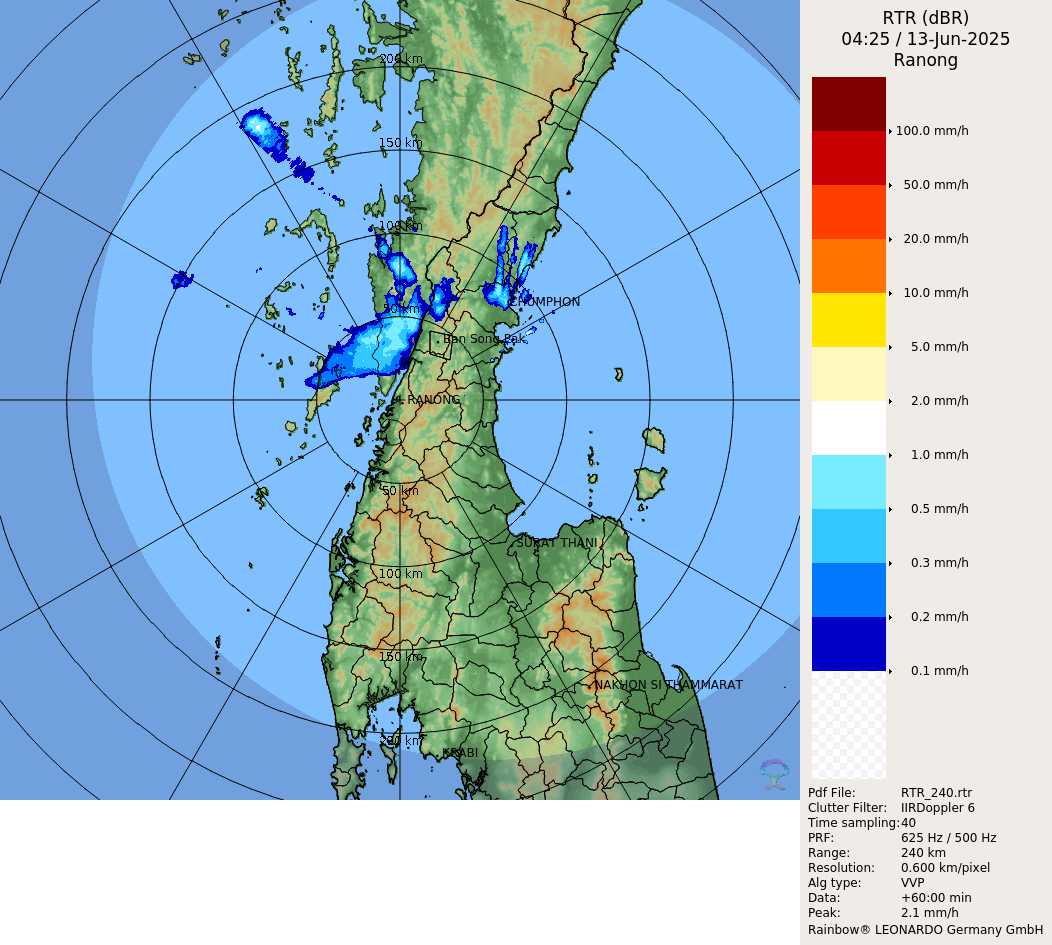 RTR (dBR)
04:25 / 13-Jun-2025
Ranong
200 km
150 km
100 km
50 km
CHUMPHON
Ban Song Pak
RANONG
50 km
SURAT THANI
100 km
150 km
NAKHON SI THAMMARAT
200 km
KRABI
100.0 mm/h
50.0 mm/h
20.0 mm/h
10.0 mm/h
5.0 mm/h
2.0 mm/h
1.0 mm/h
0.5 mm/h
0.3 mm/h
0.2 mm/h
0.1 mm/h
Pdf File: RTR_240.rtr
Clutter Filter: IIRDoppler 6
Time sampling: 40
PRF: 625 Hz / 500 Hz
Range: 240 km
Resolution: 0.600 km/pixel
Alg type: VVP
Data: +60:00 min
Peak: 2.1 mm/h
Rainbow® LEONARDO Germany GmbH